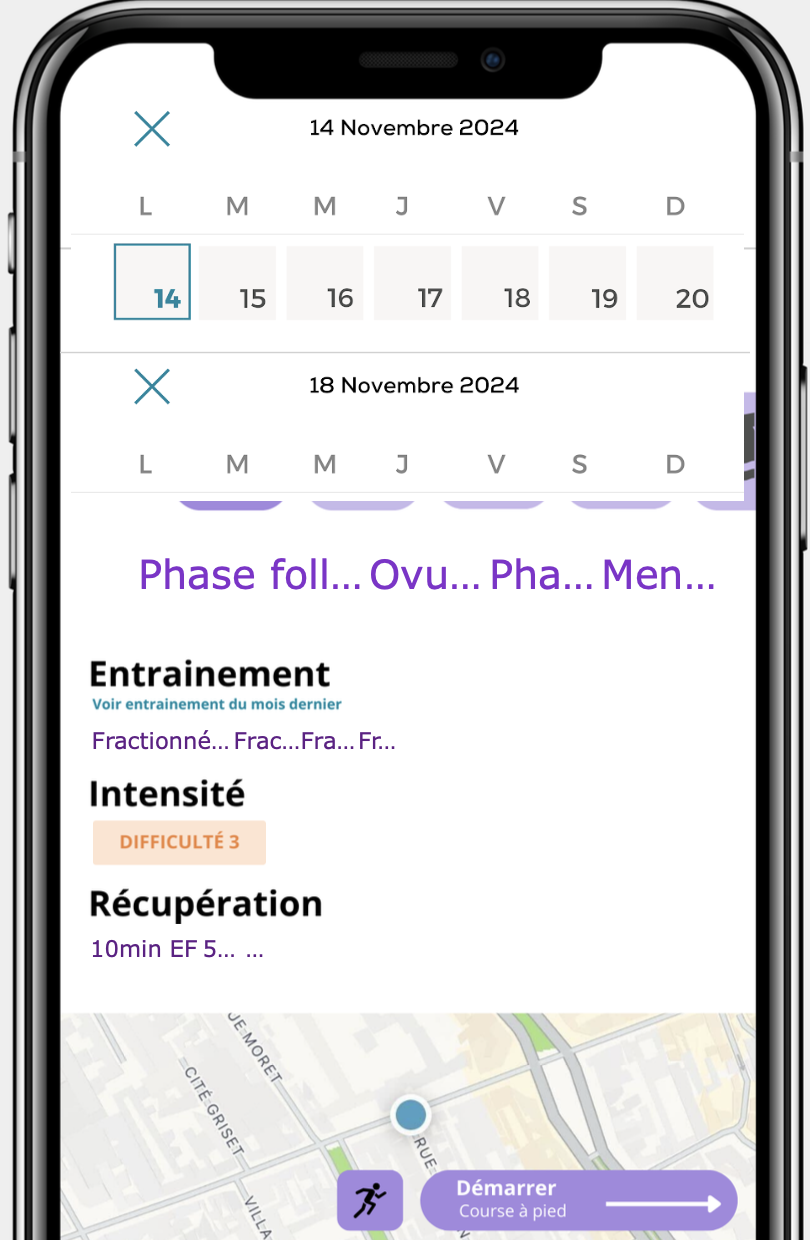 14 Novembre 2024
L M M J V S D
14 15 16 17 18 19 20
18 Novembre 2024
L M M J V S D
Phase foll... Ovu... Pha... Men...
Entrainement
Voir entrainement du mois dernier
Fractionné... Frac... Fra... Fr...
Intensité
DIFFICULTÉ 3
Récupération
10min EF 5... ...
UE-MORET
CITÉ GRISET
RUE-
VILLA
Démarrer
Course à pied